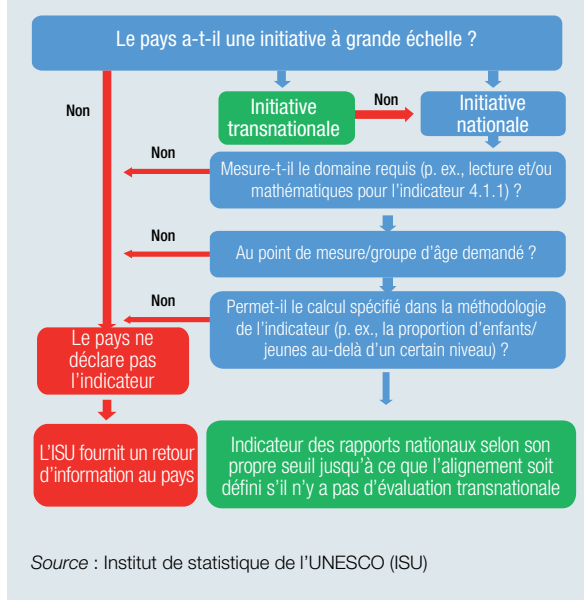 Le pays a-t-il une initiative à grande échelle ?
Non
Initiative
transnationale
Non
Initiative
nationale
Non
Mesure-t-il le domaine requis (p. ex., lecture et/ou
mathématiques pour l'indicateur 4.1.1) ?
Non
Au point de mesure/groupe d'âge demandé ?
Non
Permet-il le calcul spécifié dans la méthodologie
de l'indicateur (p. ex., la proportion d'enfants/
jeunes au-delà d'un certain niveau) ?
Le pays ne
déclare pas
l'indicateur
L'ISU fournit un retour
d'information au pays
Indicateur des rapports nationaux selon son
propre seuil jusqu'à ce que l'alignement soit
défini s'il n'y a pas d'évaluation transnationale
Source : Institut de statistique de l'UNESCO (ISU)